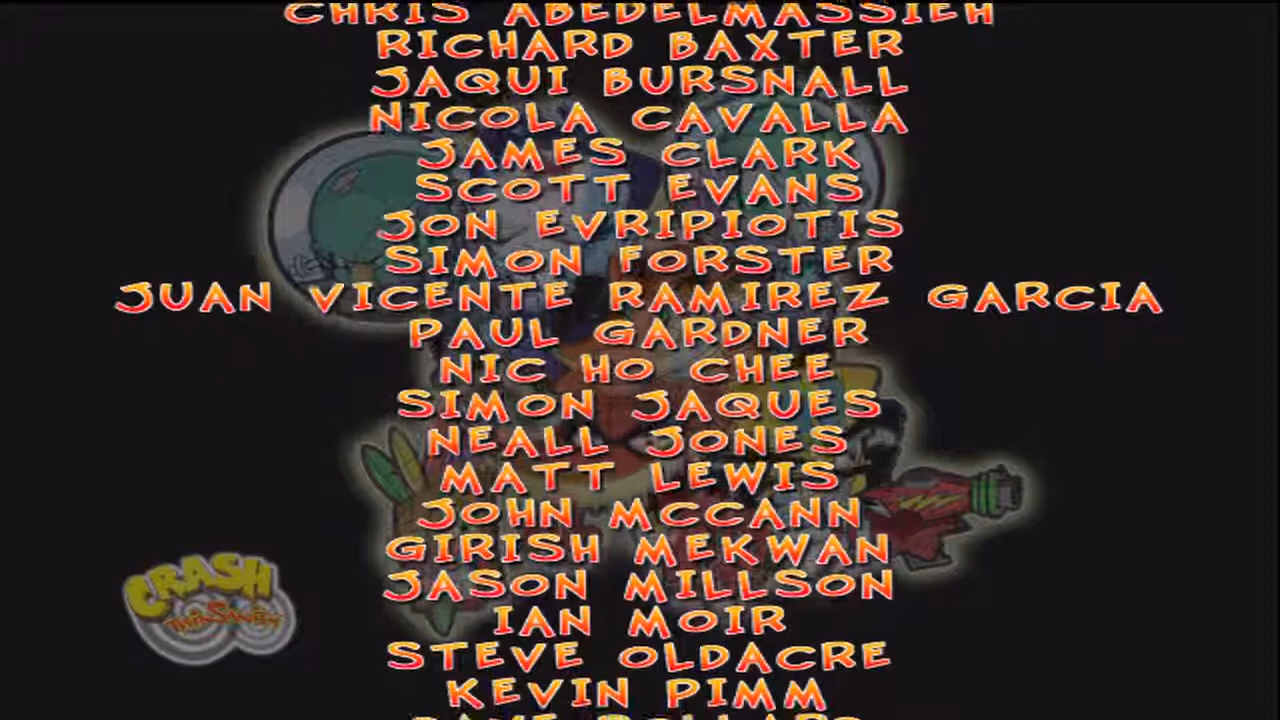 CHRIS ABEDELMASSIEH
RICHARD BAXTER
JAQUI BURSNALL
NICOLA CAVALLA
JAMES CLARK
SCOTT EVANS
JON EVRIPIOTIS
SIMON FORSTER
JUAN VICENTE RAMIREZ GARCIA
PAUL GARDNER
NIC HO CHEE
SIMON JAQUES
NEALL JONES
MATT LEWIS
JOHN MCCANN
GIRISH MEKWAN
JASON MILLSON
CRASH
TWINSANITY
IAN MOIR
STEVE OLDACRE
KEVIN PIMM